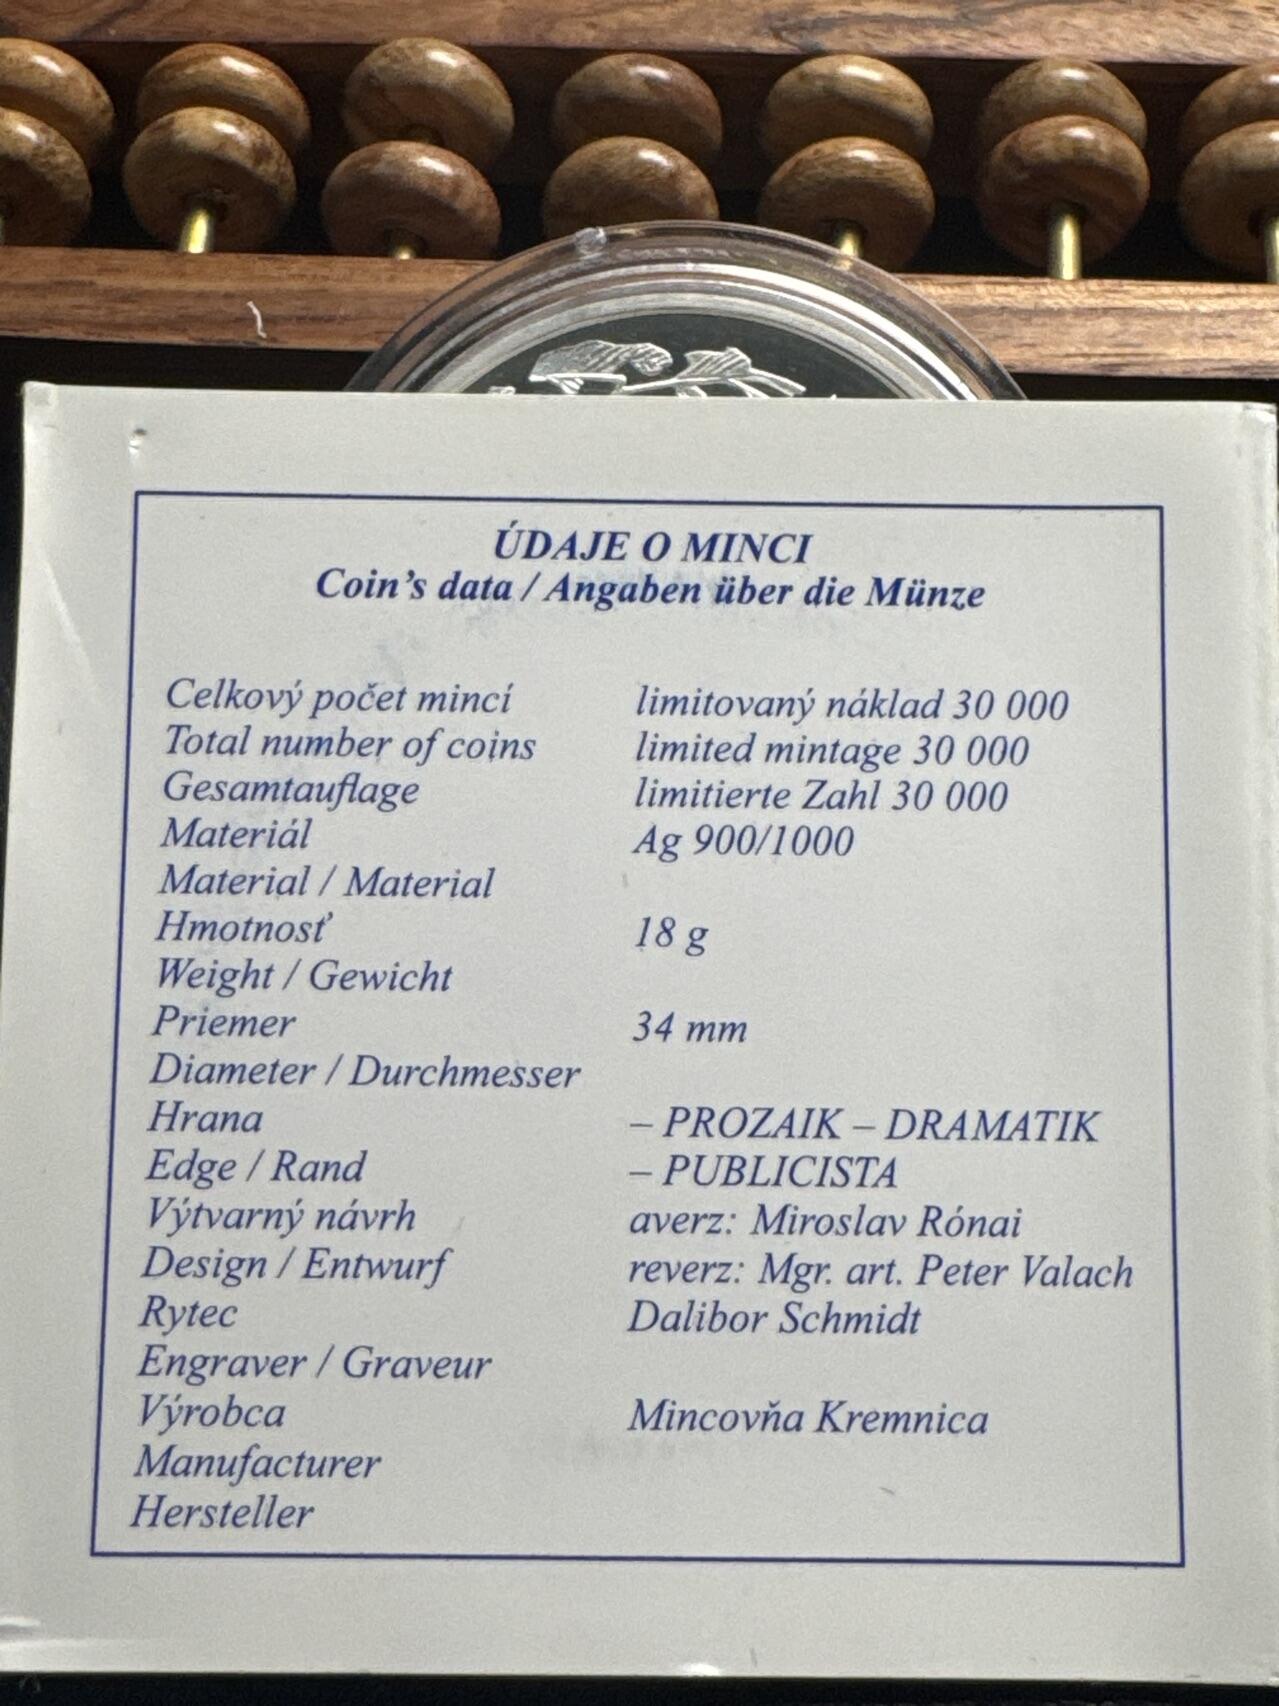 ÚDAJE O MINCI
Coin's data / Angaben über die Münze
Celkový počet mincí limitovaný náklad 30 000
Total number of coins limited mintage 30 000
Gesamtauflage limitierte Zahl 30 000
Materiál Ag 900/1000
Material / Material
Hmotnosť 18 g
Weight / Gewicht
Priemer 34 mm
Diameter / Durchmesser
Hrana – PROZAIK – DRAMATIK
Edge / Rand – PUBLICISTA
Výtvarný návrh averz: Miroslav Rónai
Design / Entwurf reverz: Mgr. art. Peter Valach
Rytec Dalibor Schmidt
Engraver / Graveur
Výrobca Mincovňa Kremnica
Manufacturer
Hersteller